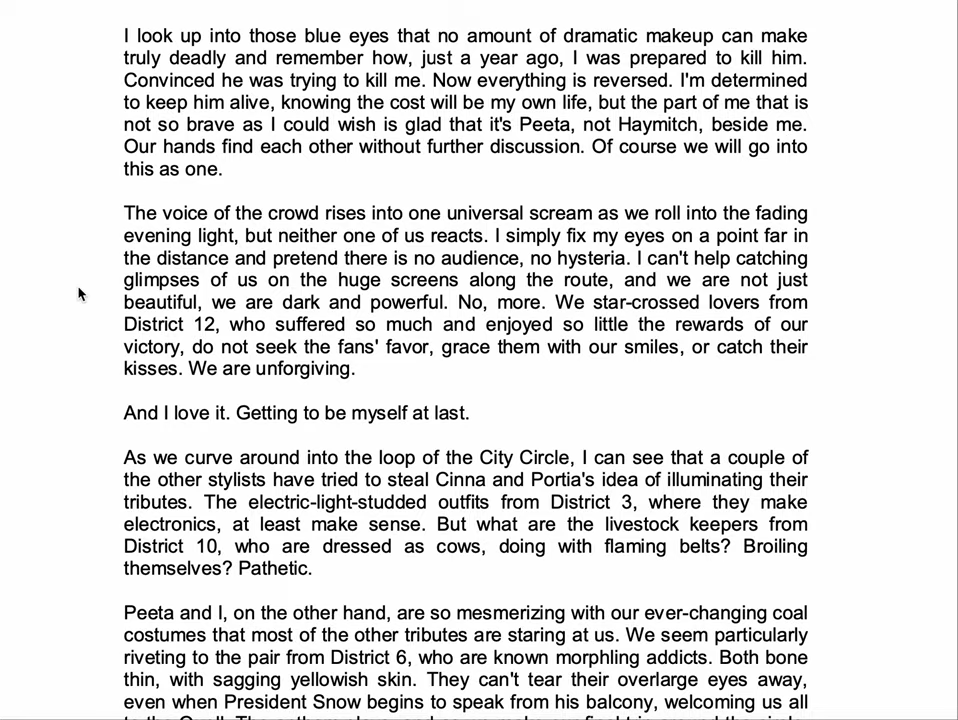 I look up into those blue eyes that no amount of dramatic makeup can make
truly deadly and remember how, just a year ago, I was prepared to kill him.
Convinced he was trying to kill me. Now everything is reversed. I'm determined
to keep him alive, knowing the cost will be my own life, but the part of me that is
not so brave as I could wish is glad that it's Peeta, not Haymitch, beside me.
Our hands find each other without further discussion. Of course we will go into
this as one.
The voice of the crowd rises into one universal scream as we roll into the fading
evening light, but neither one of us reacts. I simply fix my eyes on a point far in
the distance and pretend there is no audience, no hysteria. I can't help catching
glimpses of us on the huge screens along the route, and we are not just
beautiful, we are dark and powerful. No, more. We star-crossed lovers from
District 12, who suffered so much and enjoyed so little the rewards of our
victory, do not seek the fans' favor, grace them with our smiles, or catch their
kisses. We are unforgiving.
And I love it. Getting to be myself at last.
As we curve around into the loop of the City Circle, I can see that a couple of
the other stylists have tried to steal Cinna and Portia's idea of illuminating their
tributes. The electric-light-studded outfits from District 3, where they make
electronics, at least make sense. But what are the livestock keepers from
District 10, who are dressed as cows, doing with flaming belts? Broiling
themselves? Pathetic.
Peeta and I, on the other hand, are so mesmerizing with our ever-changing coal
costumes that most of the other tributes are staring at us. We seem particularly
riveting to the pair from District 6, who are known morphling addicts. Both bone
thin, with sagging yellowish skin. They can't tear their overlarge eyes away,
even when President Snow begins to speak from his balcony, welcoming us all